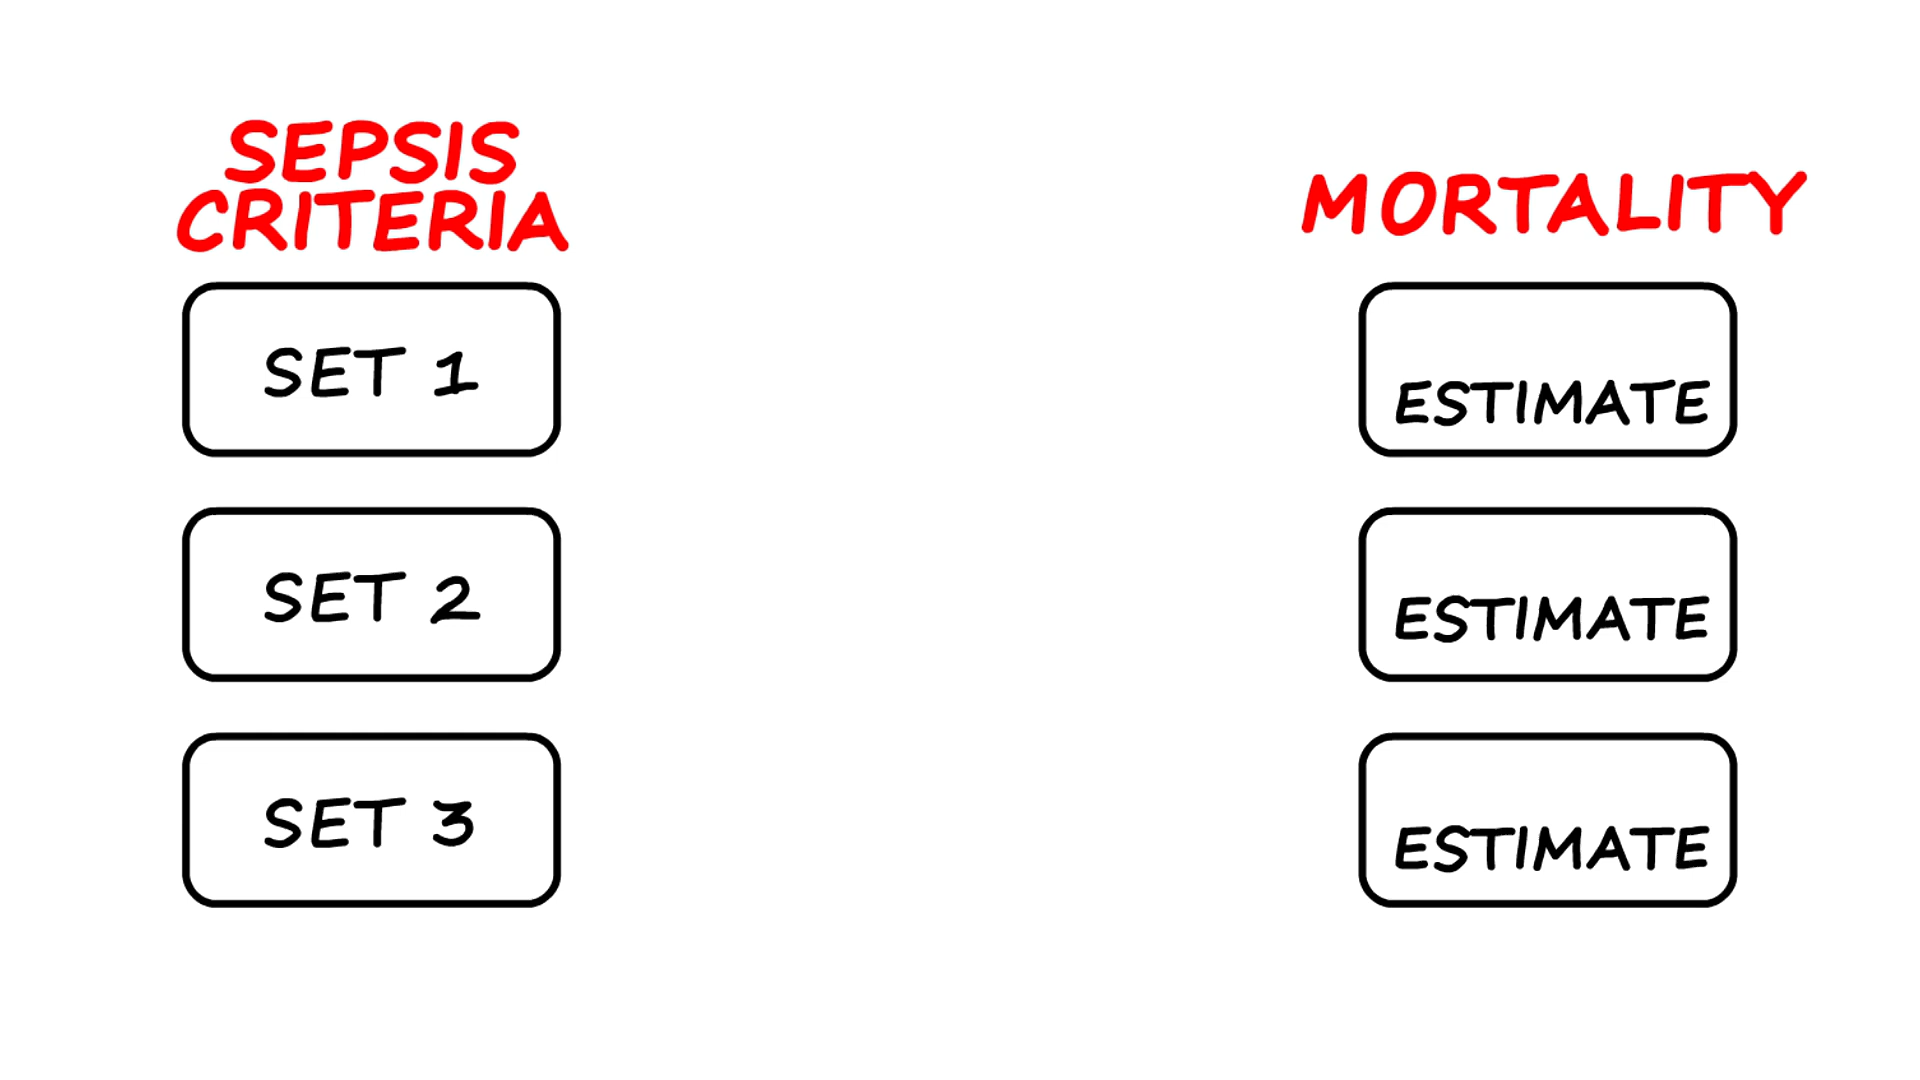 SEPSIS
CRITERIA
MORTALITY
SET 1
ESTIMATE
SET 2
ESTIMATE
SET 3
ESTIMATE